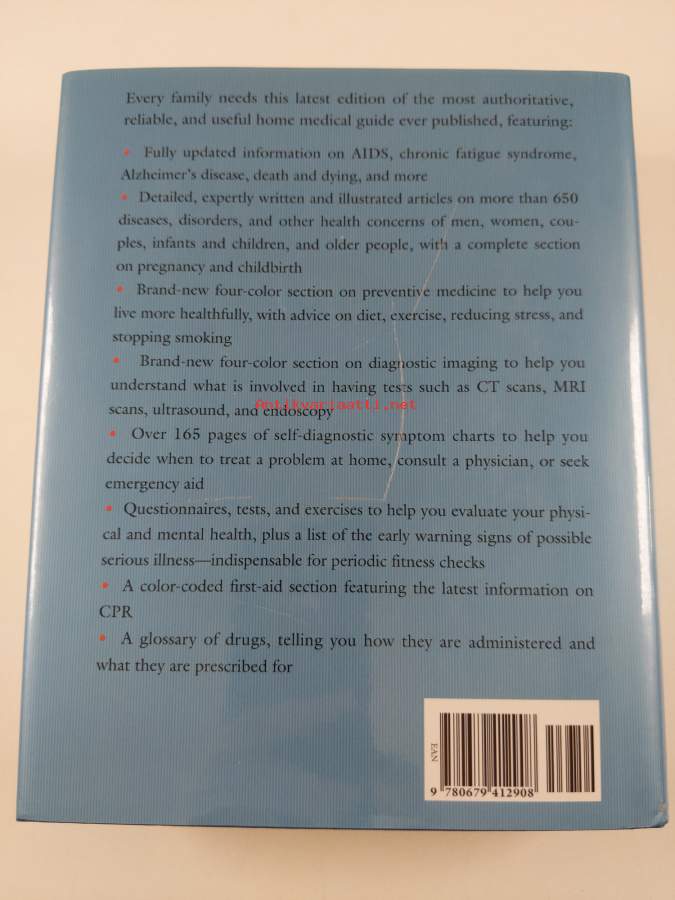 Every family needs this latest edition of the most authoritative,
reliable, and useful home medical guide ever published, featuring:
• Fully updated information on AIDS, chronic fatigue syndrome,
Alzheimer's disease, death and dying, and more
• Detailed, expertly written and illustrated articles on more than 650
diseases, disorders, and other health concerns of men, women, cou-
ples, infants and children, and older people, with a complete section
on pregnancy and childbirth
• Brand-new four-color section on preventive medicine to help you
live more healthfully, with advice on diet, exercise, reducing stress, and
stopping smoking
• Brand-new four-color section on diagnostic imaging to help you
understand what is involved in having tests such as CT scans, MRI
Antikvariaatti.net
scans, ultrasound, and endoscopy
• Over 165 pages of self-diagnostic symptom charts to help you
decide when to treat a problem at home, consult a physician, or seek
emergency aid
• Questionnaires, tests, and exercises to help you evaluate your physi-
cal and mental health, plus a list of the early warning signs of possible
serious illness—indispensable for periodic fitness checks
• A color-coded first-aid section featuring the latest information on
CPR
• A glossary of drugs, telling you how they are administered and
what they are prescribed for
EAN
9 780679 412908